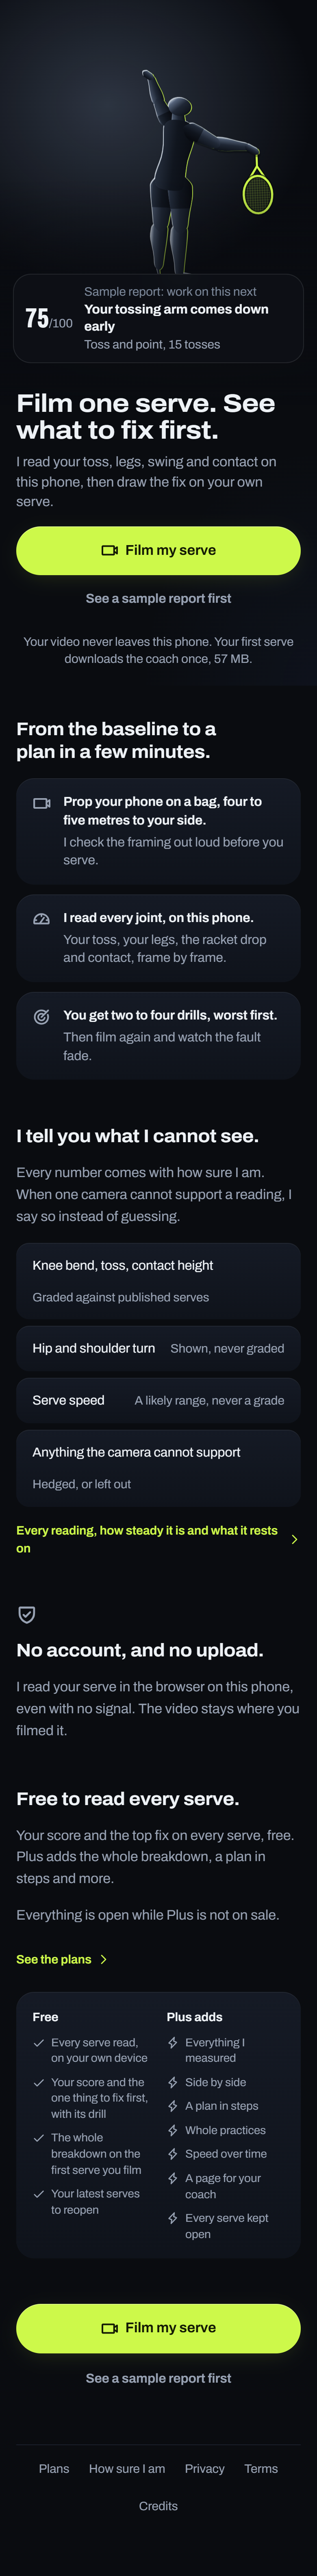 Sample report: work on this next
75/100
Your tossing arm comes down
early
Toss and point, 15 tosses
Film one serve. See
what to fix first.
I read your toss, legs, swing and contact on
this phone, then draw the fix on your own
serve.
Film my serve
See a sample report first
Your video never leaves this phone. Your first serve
downloads the coach once, 57 MB.
From the baseline to a
plan in a few minutes.
Prop your phone on a bag, four to
five metres to your side.
I check the framing out loud before you
serve.
I read every joint, on this phone.
Your toss, your legs, the racket drop
and contact, frame by frame.
You get two to four drills, worst first.
Then film again and watch the fault
fade.
I tell you what I cannot see.
Every number comes with how sure I am.
When one camera cannot support a reading, I
say so instead of guessing.
Knee bend, toss, contact height
Graded against published serves
Hip and shoulder turn Shown, never graded
Serve speed A likely range, never a grade
Anything the camera cannot support
Hedged, or left out
Every reading, how steady it is and what it rests
on
No account, and no upload.
I read your serve in the browser on this phone,
even with no signal. The video stays where you
filmed it.
Free to read every serve.
Your score and the top fix on every serve, free.
Plus adds the whole breakdown, a plan in
steps and more.
Everything is open while Plus is not on sale.
See the plans
Free
Every serve read,
on your own device
Your score and the
one thing to fix first,
with its drill
The whole
breakdown on the
first serve you film
Your latest serves
to reopen
Plus adds
Everything I
measured
Side by side
A plan in steps
Whole practices
Speed over time
A page for your
coach
Every serve kept
open
Film my serve
See a sample report first
Plans How sure I am Privacy Terms
Credits